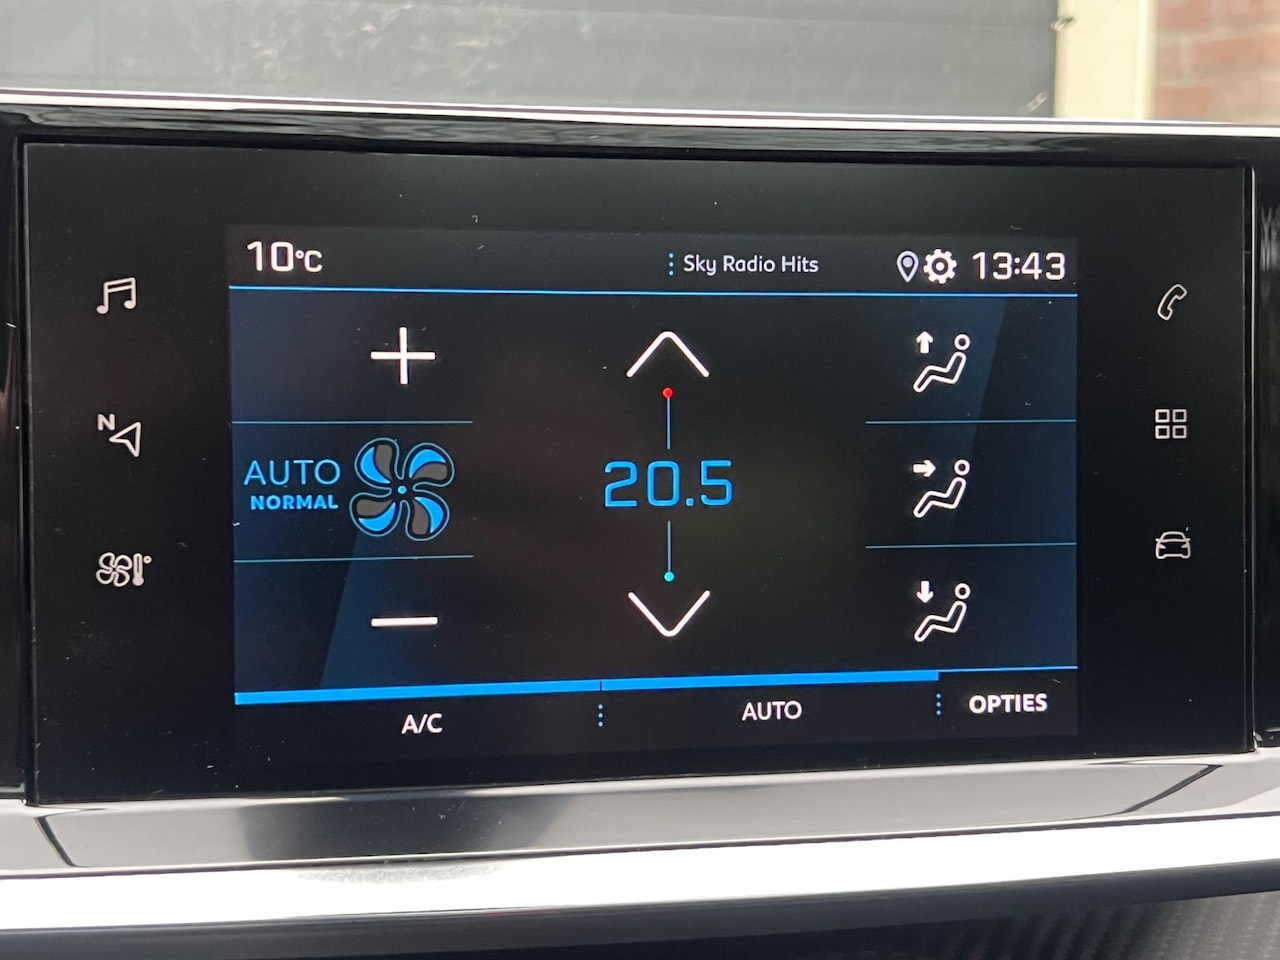 10°C
Sky Radio Hits
13:43
N
AUTO
NORMAL
20.5
A/C
AUTO
OPTIES